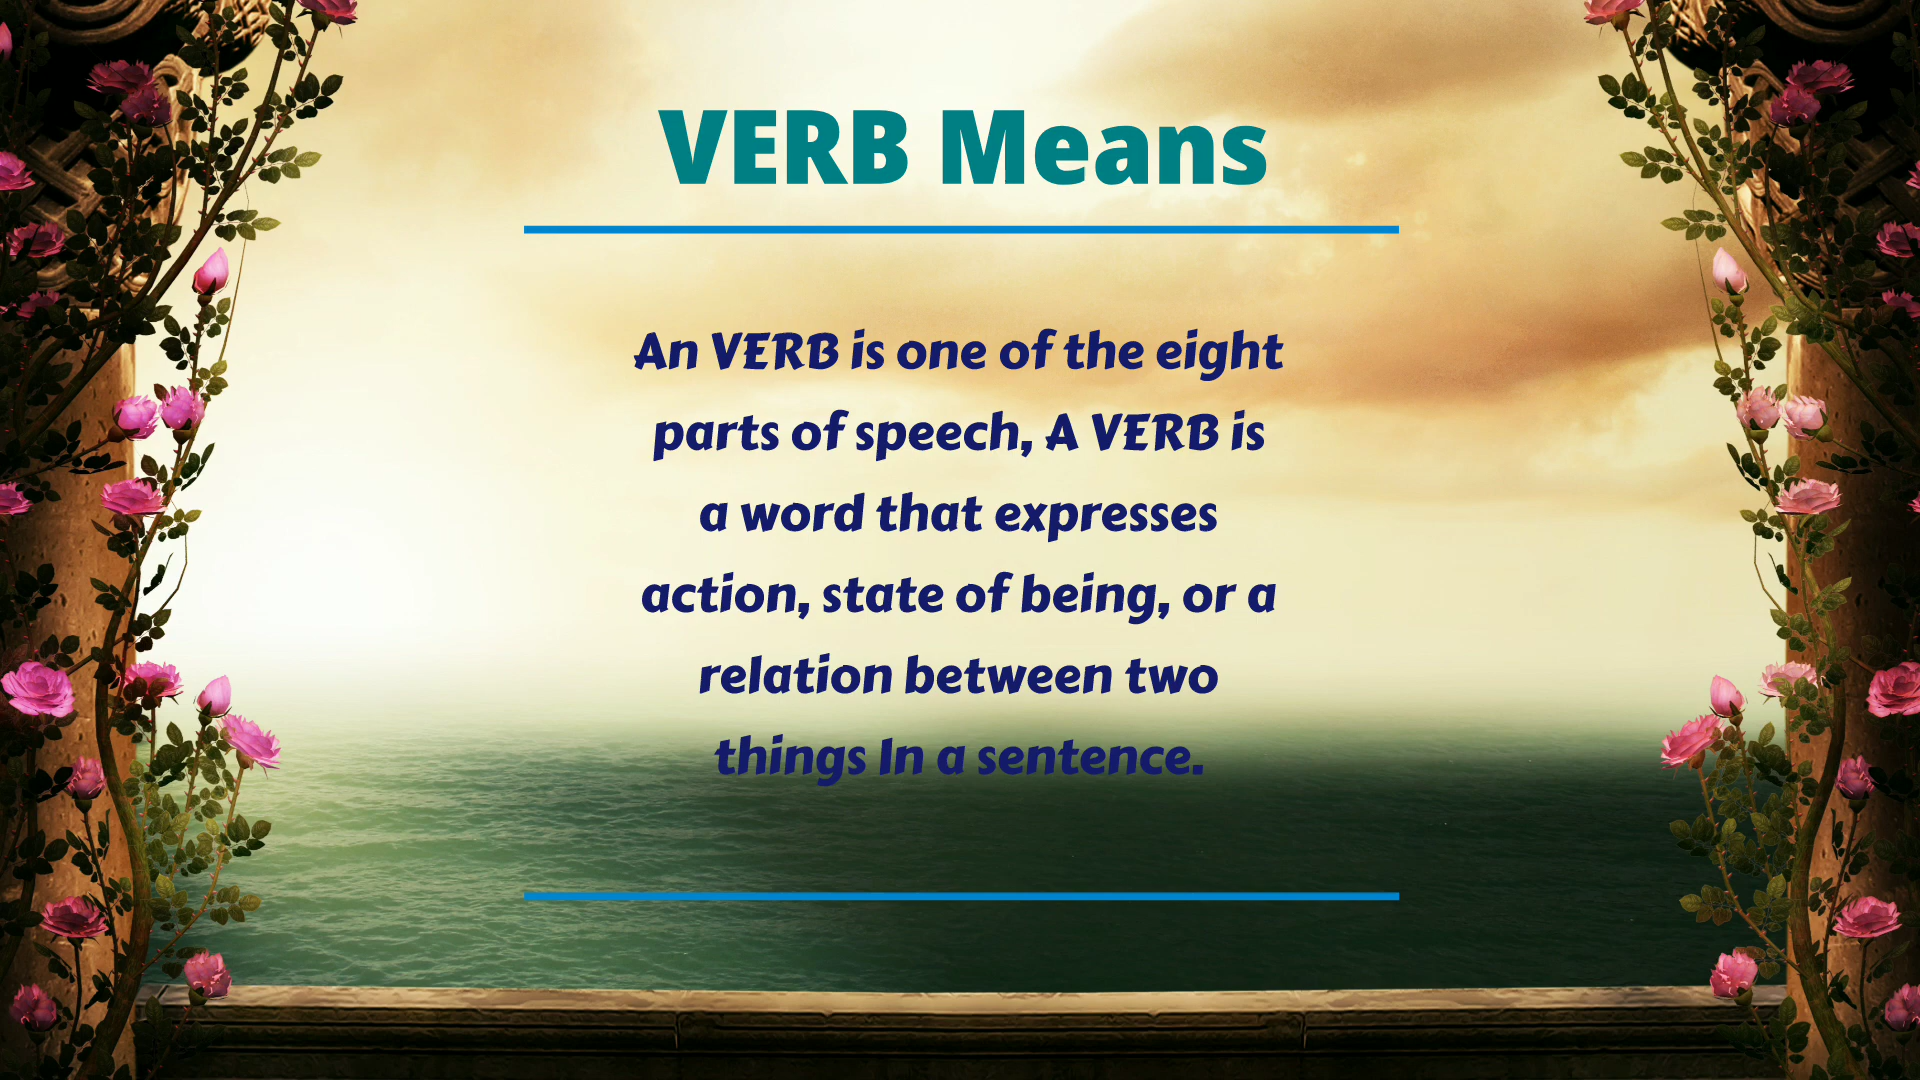 VERB Means
An VERB is one of the eight
parts of speech, A VERB is
a word that expresses
action, state of being, or a
relation between two
things In a sentence.